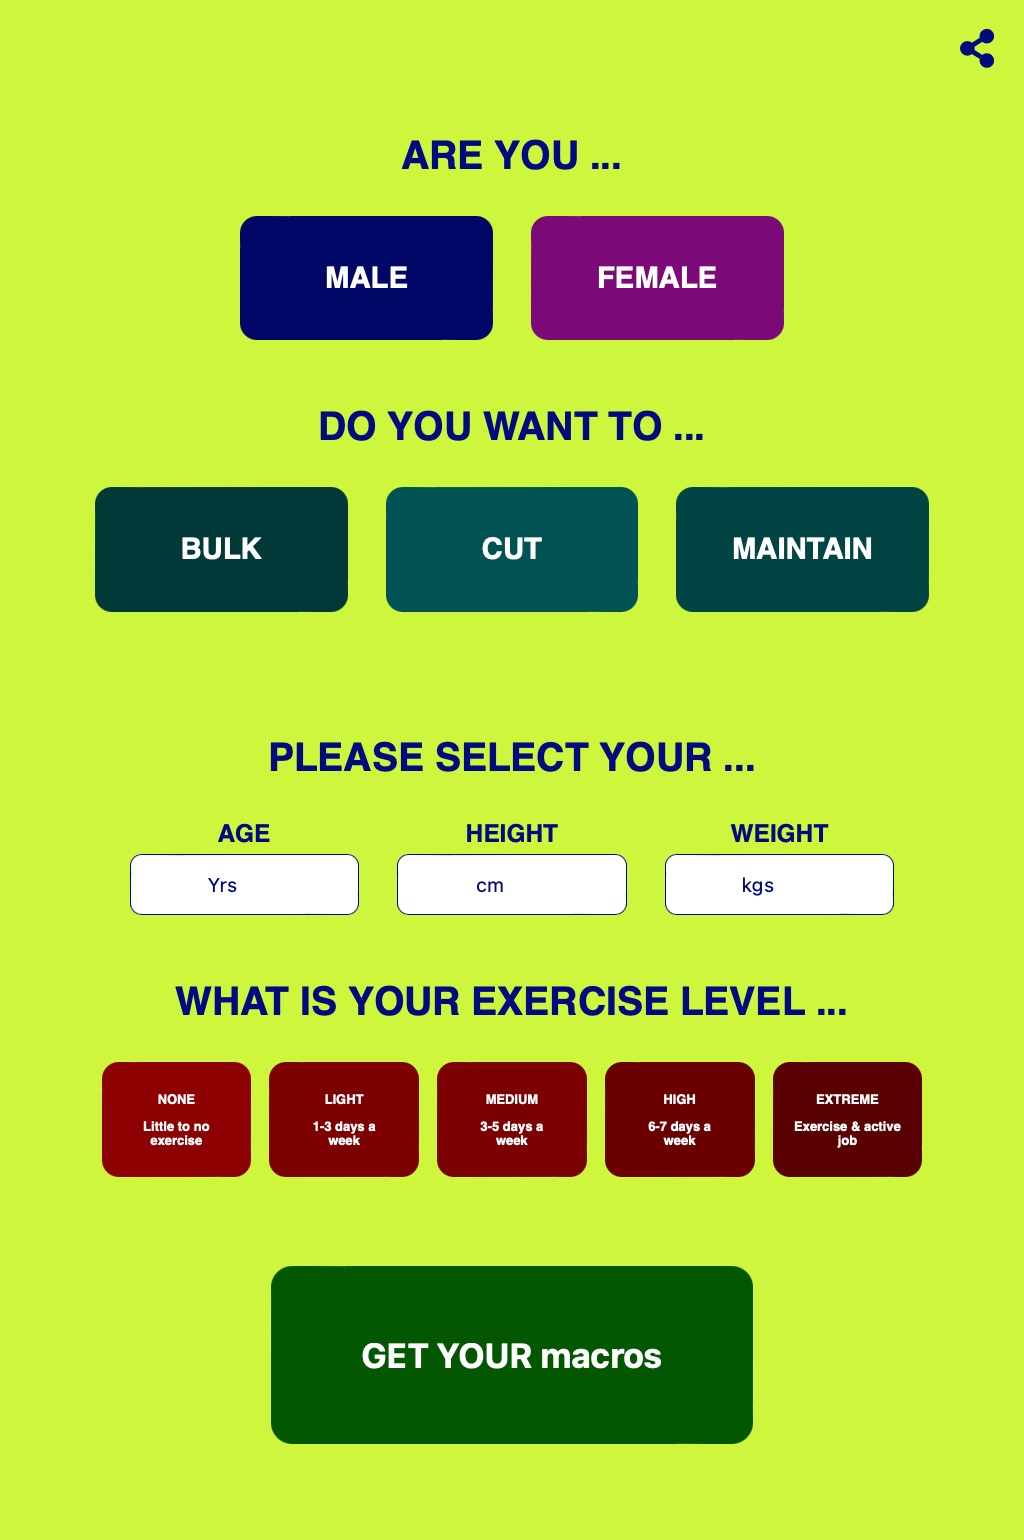 ARE YOU ...
MALE
FEMALE
DO YOU WANT TO ...
BULK
CUT
MAINTAIN
PLEASE SELECT YOUR ...
AGE
HEIGHT
WEIGHT
Yrs
cm
kgs
WHAT IS YOUR EXERCISE LEVEL ...
NONE
Little to no
exercise
LIGHT
1-3 days a
week
MEDIUM
3-5 days a
week
HIGH
6-7 days a
week
EXTREME
Exercise & active
job
GET YOUR macros